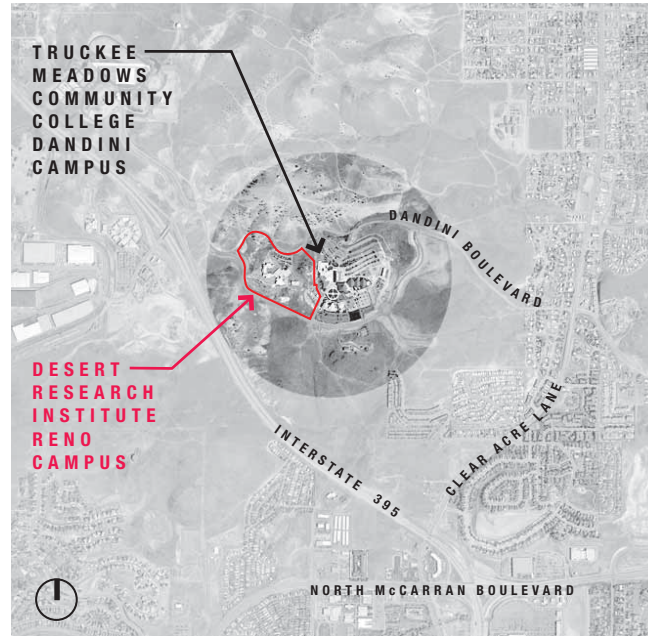 TRUCKEE
MEADOWS
COMMUNITY
COLLEGE
DANDINI
CAMPUS
DANDINI BOULEVARD
DESERT
RESEARCH
INSTITUTE
RENO
CAMPUS
INTERSTATE 395
CLEAR ACRE LANE
NORTH McCARRAN BOULEVARD